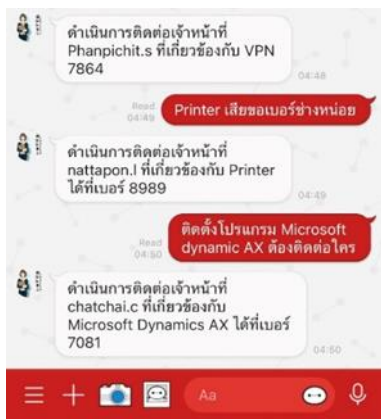 ดำเนินการติดต่อเจ้าหน้าที่
Phanpichit.s ที่เกี่ยวข้องกับ VPN
7864
04:48
Read
04:49
Printer เสียขอเบอร์ช่างหน่อย
ดำเนินการติดต่อเจ้าหน้าที่
nattapon.l ที่เกี่ยวข้องกับ Printer
ได้ที่เบอร์ 8989
04:49
ติดตั้งโปรแกรม Microsoft
dynamic AX ต้องติดต่อใคร
Read
04:50
ดำเนินการติดต่อเจ้าหน้าที่
chatchai.c ที่เกี่ยวข้องกับ
Microsoft Dynamics AX ได้ที่เบอร์
7081
04:50
Aa